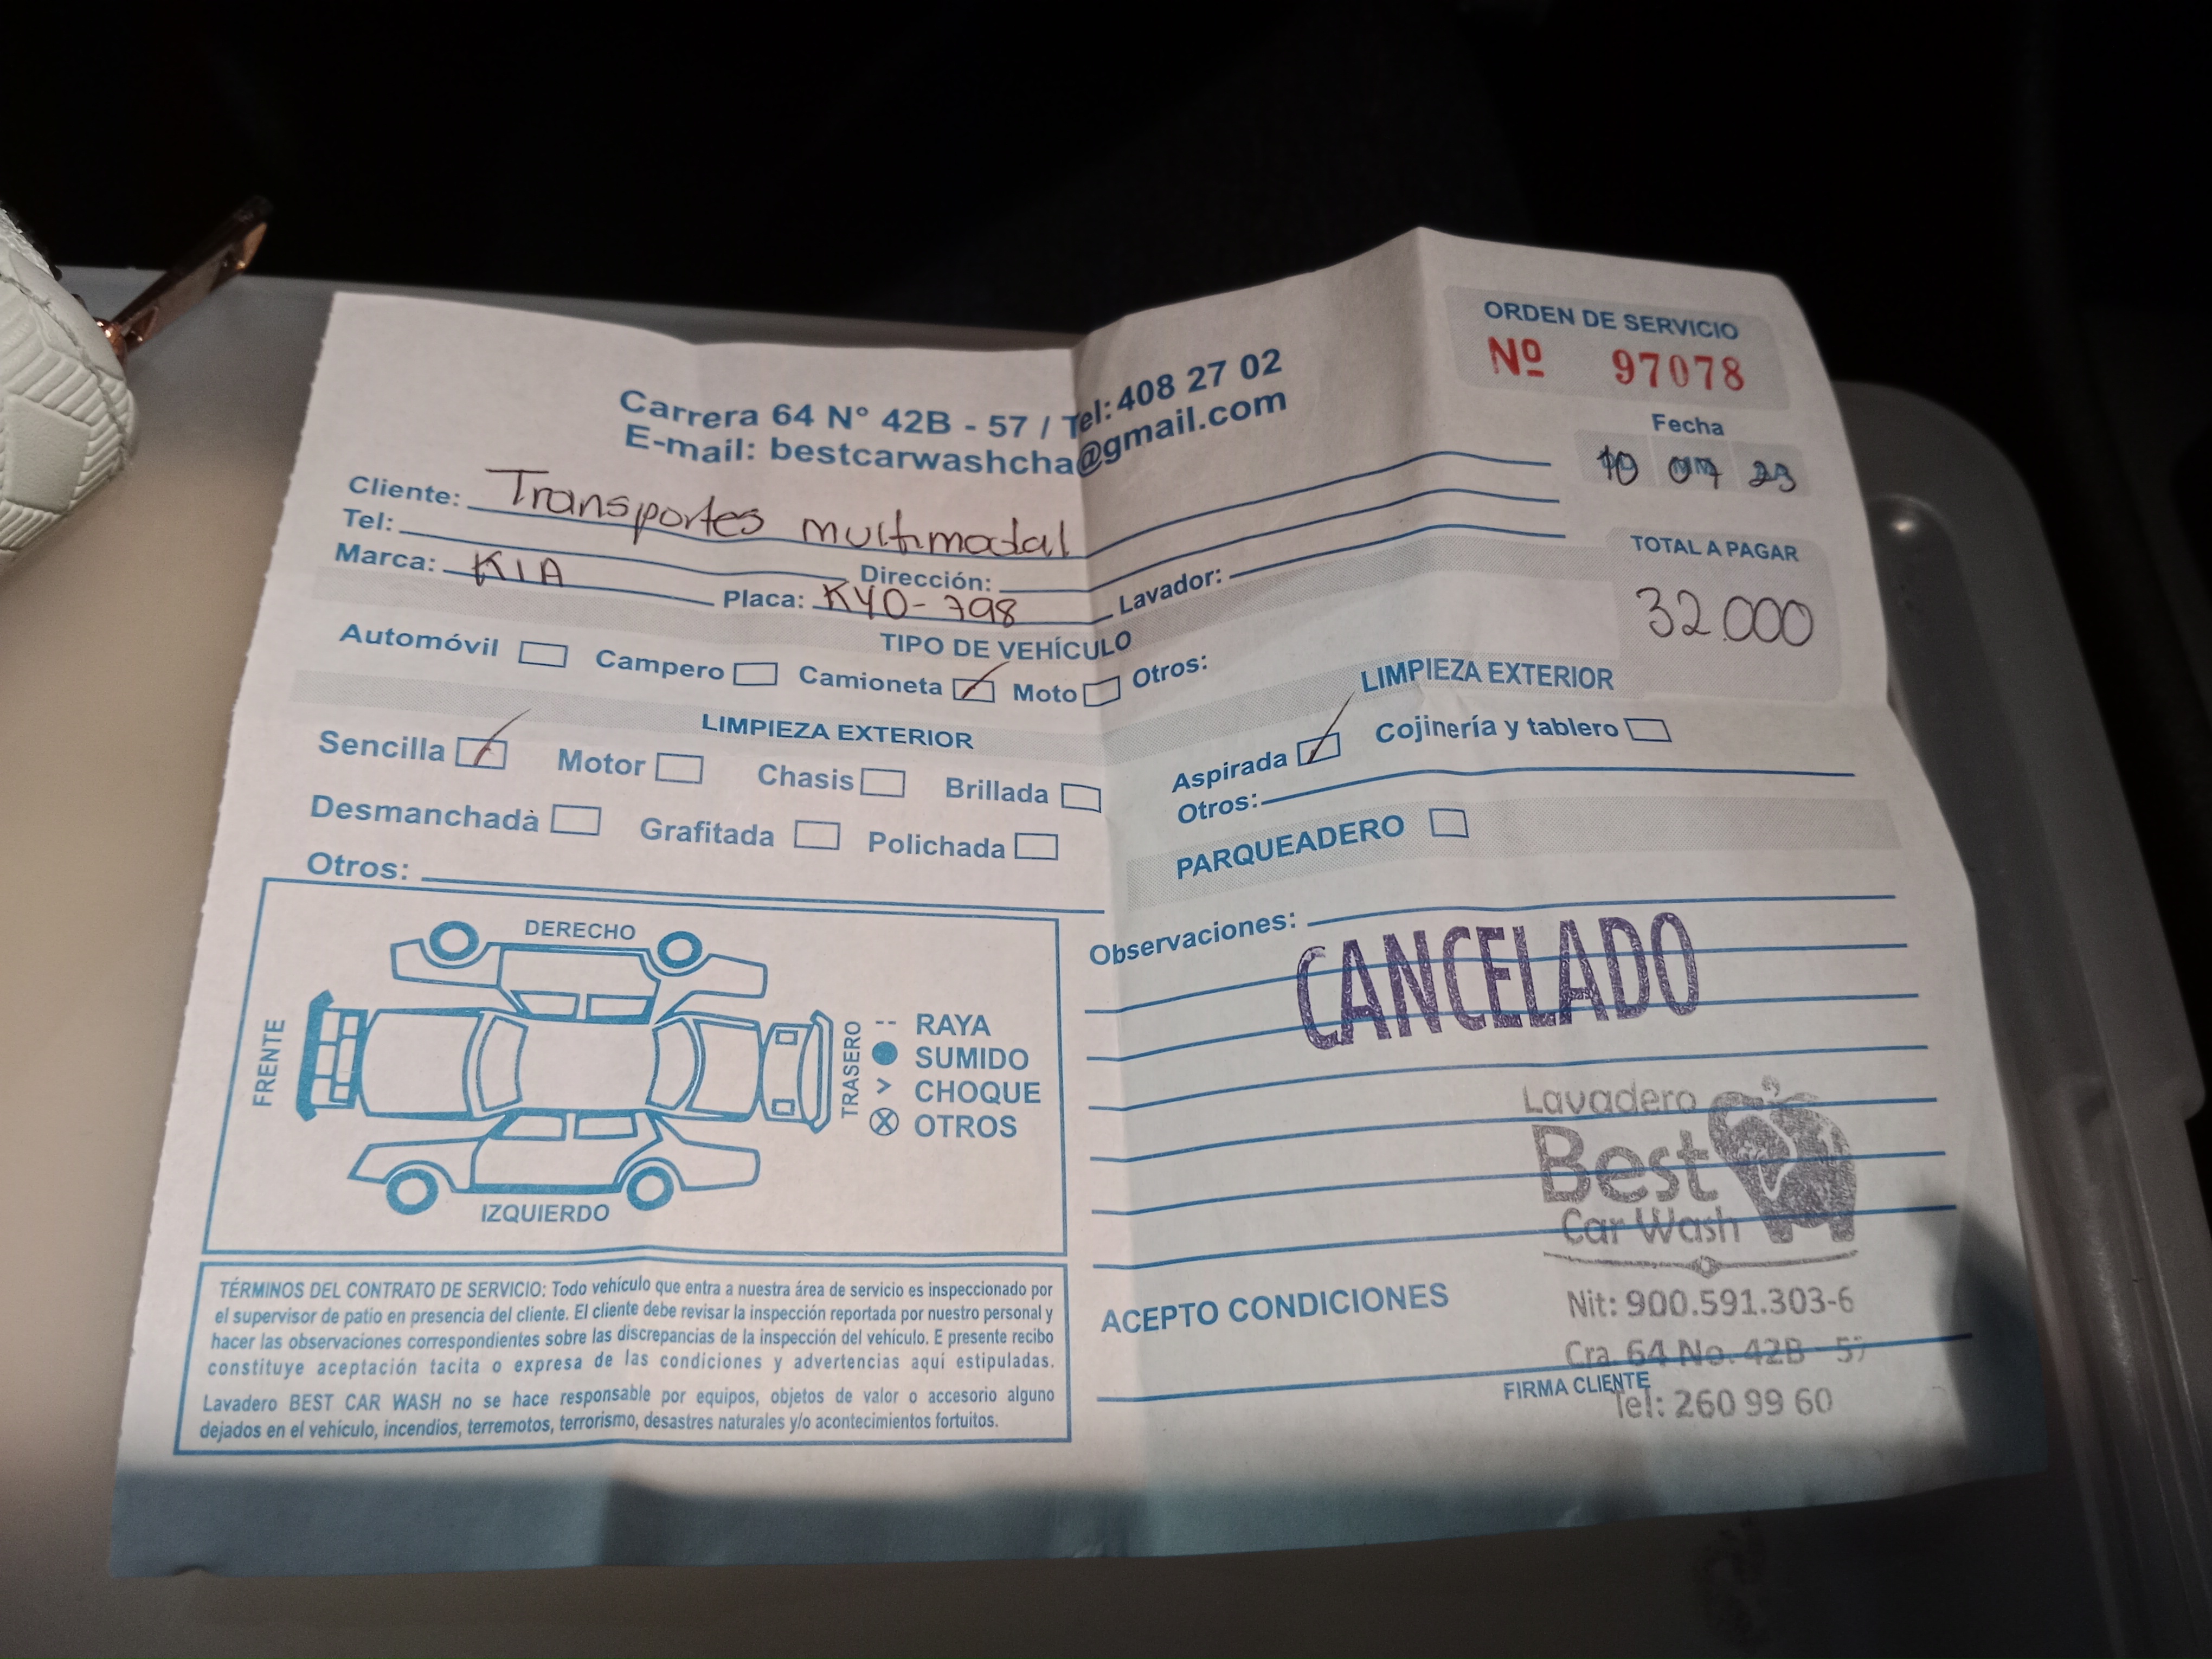 Carrera 64 N° 42B - 57 / Tel: 408 27 02
E-mail: bestcarwashcha@gmail.com
ORDEN DE SERVICIO
Nº 97078
Fecha
10 07 23
Cliente: Transportes multimodal
Tel: Dirección:
Marca: KIA Placa: KYO-798 Lavador:
TOTAL A PAGAR
32.000
TIPO DE VEHÍCULO
Automóvil Campero Camioneta Moto Otros:
LIMPIEZA EXTERIOR
Sencilla Motor Chasis Brillada
Desmanchada Grafitada Polichada
Otros:
LIMPIEZA EXTERIOR
Aspirada Cojinería y tablero
Otros:
PARQUEADERO
Observaciones:
CANCELADO
DERECHO
FRENTE
TRASERO
IZQUIERDO
-- RAYA
SUMIDO
> CHOQUE
OTROS
TÉRMINOS DEL CONTRATO DE SERVICIO: Todo vehículo que entra a nuestra área de servicio es inspeccionado por
el supervisor de patio en presencia del cliente. El cliente debe revisar la inspección reportada por nuestro personal y
hacer las observaciones correspondientes sobre las discrepancias de la inspección del vehículo. E presente recibo
constituye aceptación tacita o expresa de las condiciones y advertencias aquí estipuladas.
Lavadero BEST CAR WASH no se hace responsable por equipos, objetos de valor o accesorio alguno
dejados en el vehículo, incendios, terremotos, terrorismo, desastres naturales y/o acontecimientos fortuitos.
Lavadero
Best
Car Wash
Nit: 900.591.303-6
Cra. 64 No. 42B - 57
Tel: 260 99 60
ACEPTO CONDICIONES
FIRMA CLIENTE